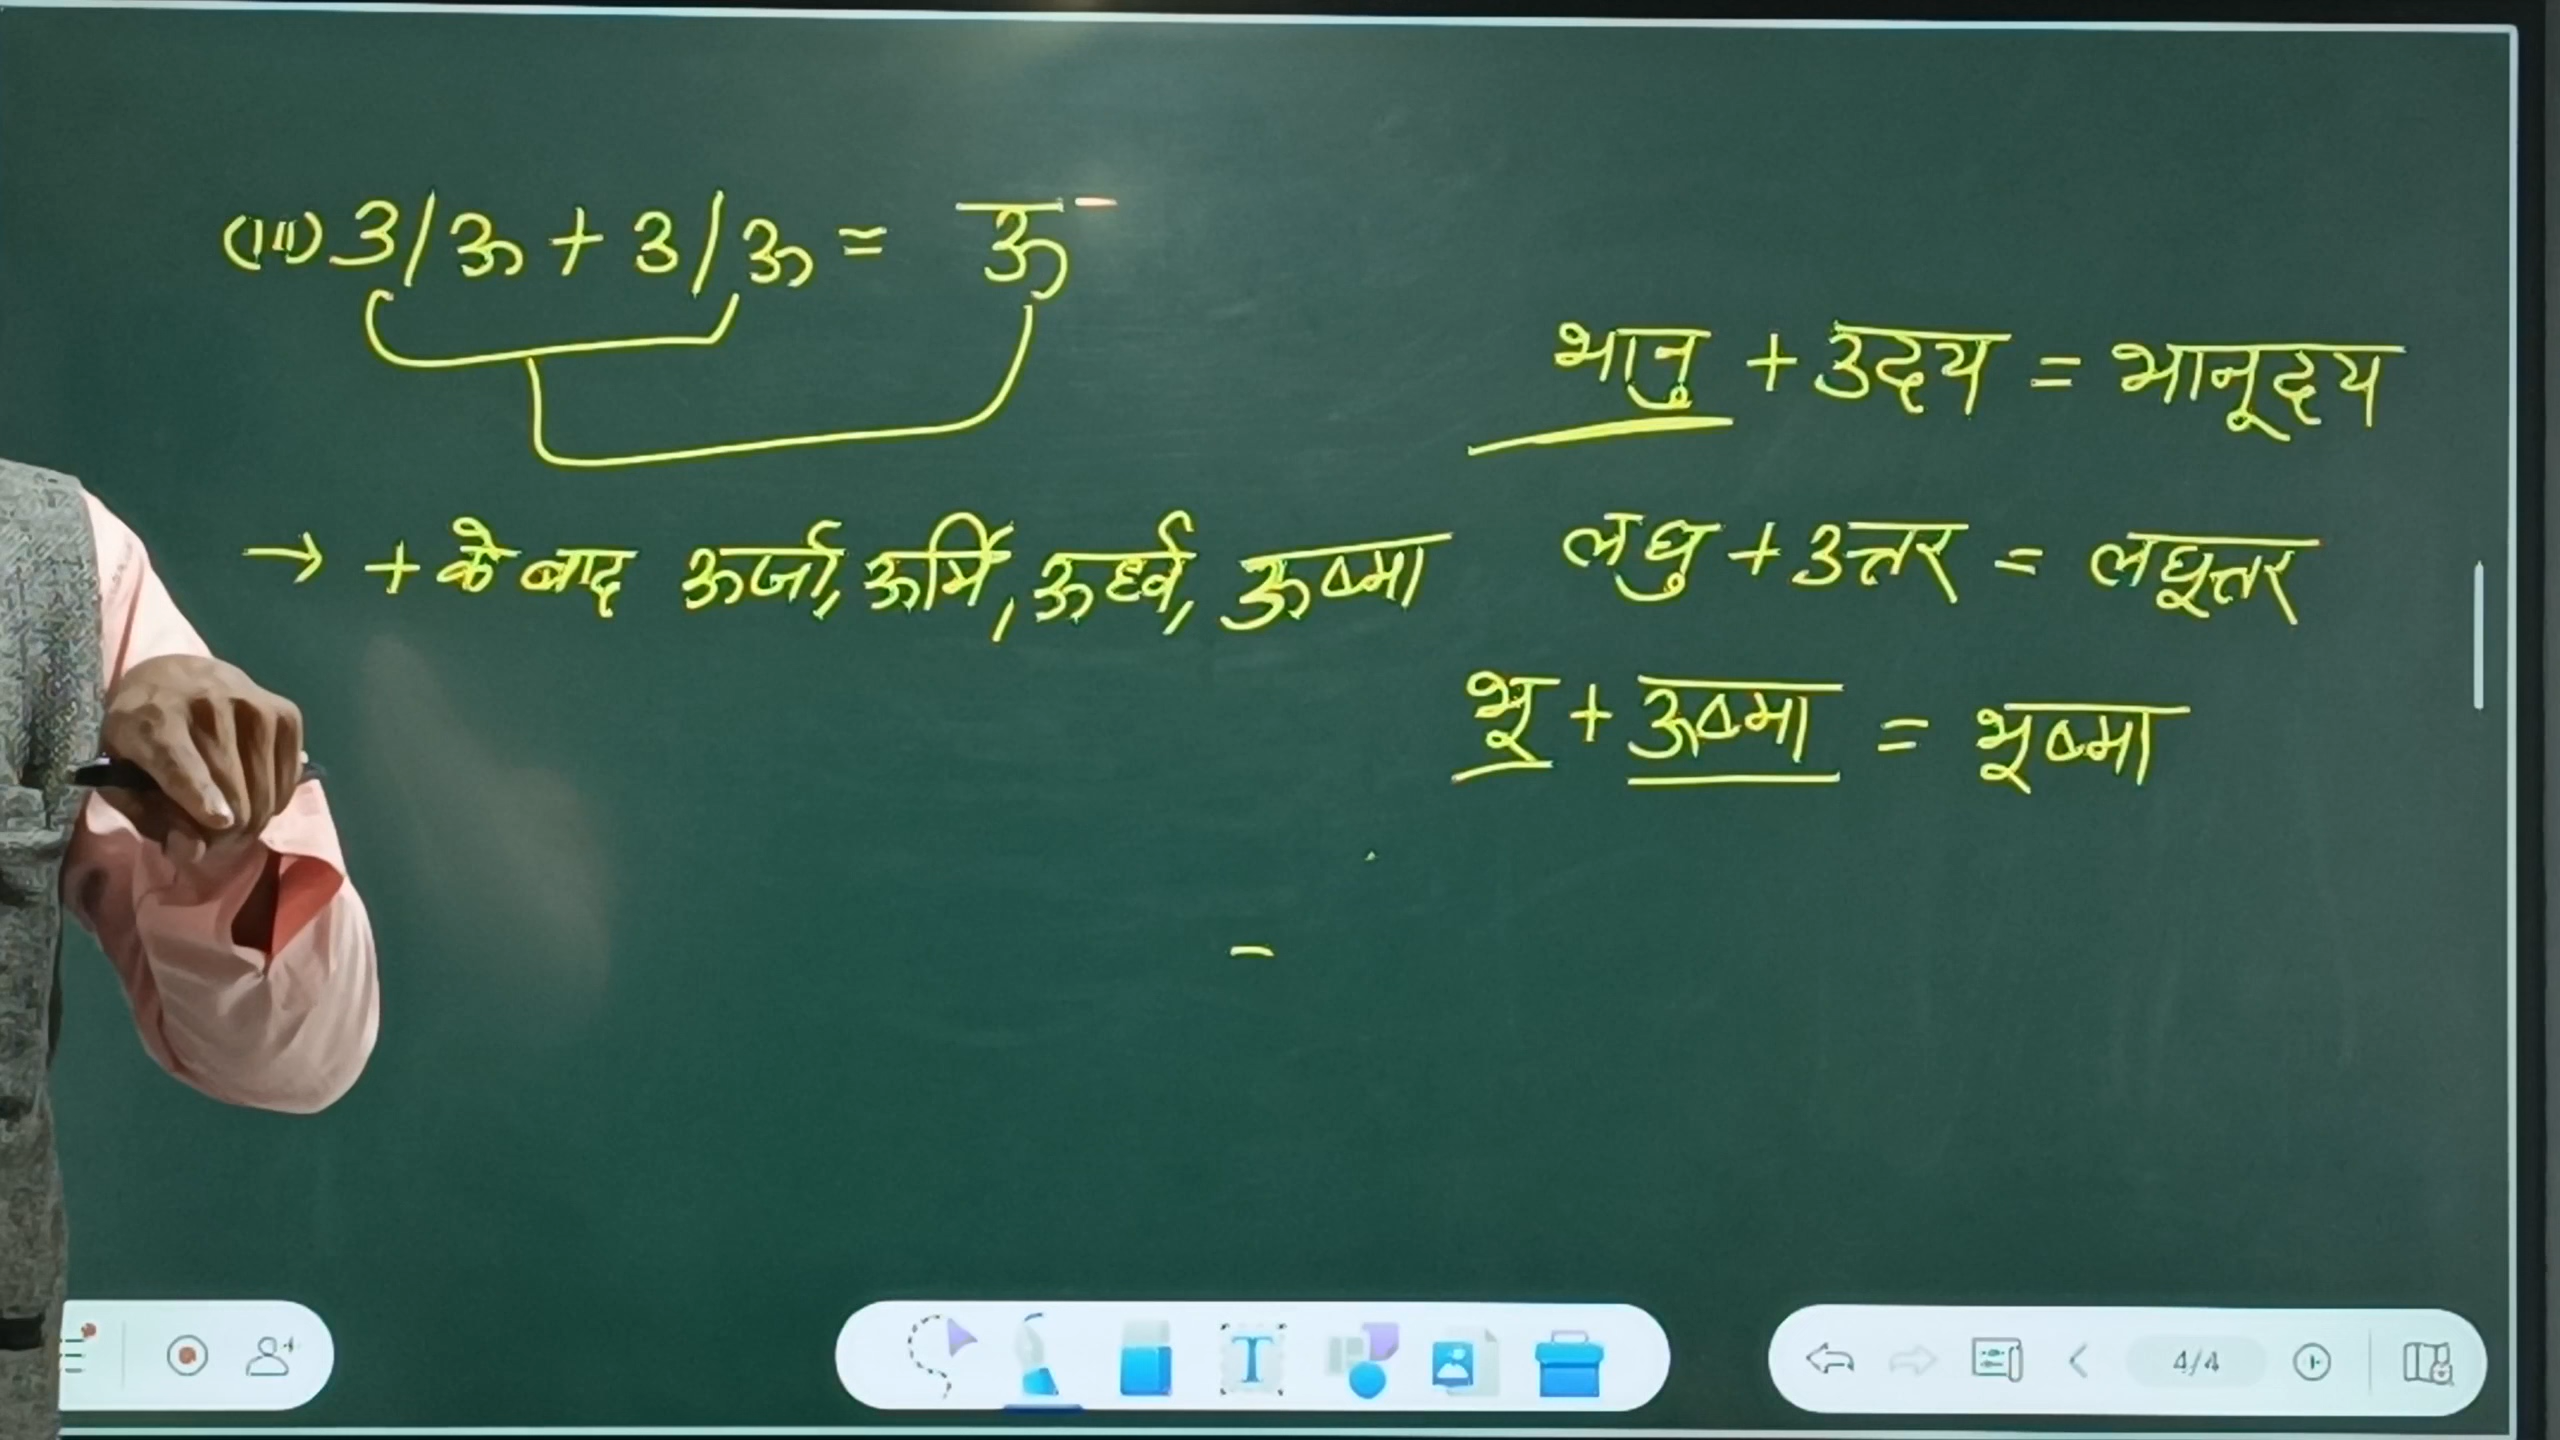 (iii) उ/ऊ + उ/ऊ = ऊ
→ + के बाद ऊर्जा, ऊर्मि, ऊर्ध्व, ऊष्मा
भानु + उदय = भानूदय
लघु + उत्तर = लघूत्तर
भू + ऊष्मा = भूष्मा
T
4/4